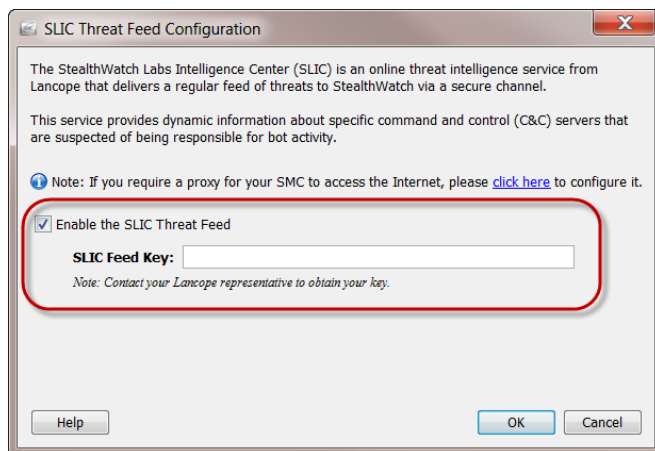 SLIC Threat Feed Configuration
The StealthWatch Labs Intelligence Center (SLIC) is an online threat intelligence service from
Lancope that delivers a regular feed of threats to StealthWatch via a secure channel.
This service provides dynamic information about specific command and control (C&C) servers that
are suspected of being responsible for bot activity.
Note: If you require a proxy for your SMC to access the Internet, please click here to configure it.
Enable the SLIC Threat Feed
SLIC Feed Key:
Note: Contact your Lancope representative to obtain your key.
Help OK Cancel